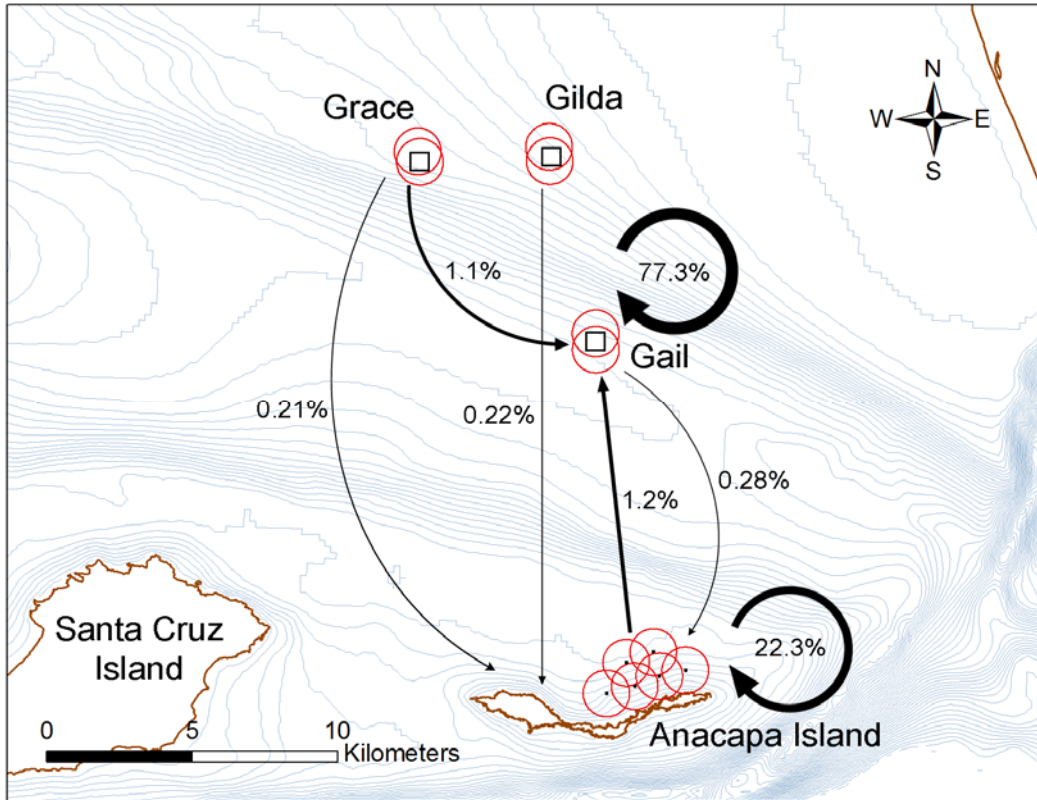 Grace
Gilda
N
W
E
S
1.1%
77.3%
Gail
0.21%
0.22%
0.28%
1.2%
Santa Cruz
Island
22.3%
Anacapa Island
0
5
10
Kilometers